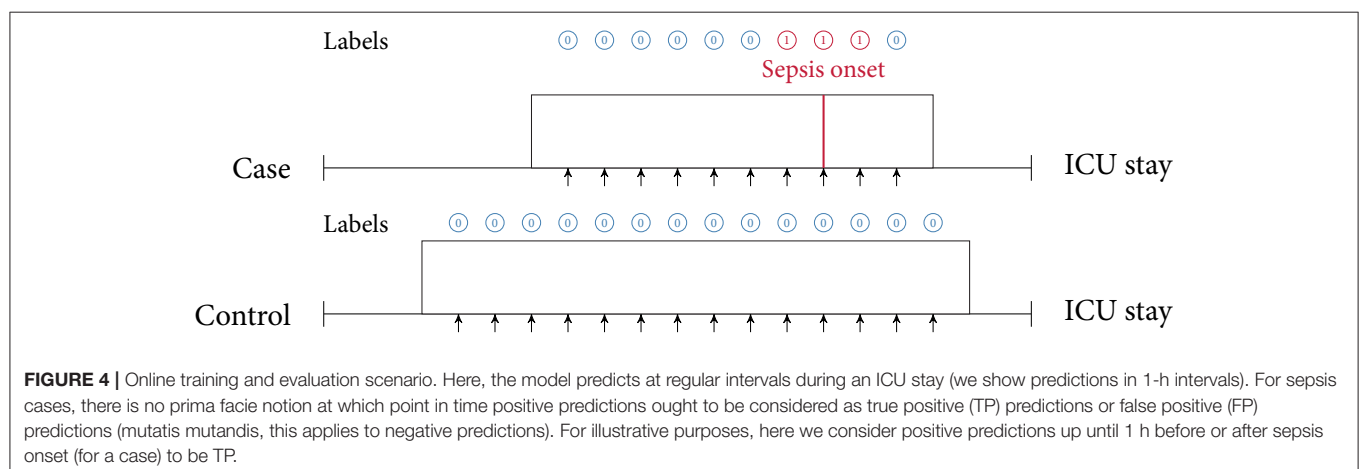 Labels 0 0 0 0 0 0 1 1 1 0
Sepsis onset
Case ICU stay
Labels 0 0 0 0 0 0 0 0 0 0 0 0 0 0
Control ICU stay
FIGURE 4 | Online training and evaluation scenario. Here, the model predicts at regular intervals during an ICU stay (we show predictions in 1-h intervals). For sepsis
cases, there is no prima facie notion at which point in time positive predictions ought to be considered as true positive (TP) predictions or false positive (FP)
predictions (mutatis mutandis, this applies to negative predictions). For illustrative purposes, here we consider positive predictions up until 1 h before or after sepsis
onset (for a case) to be TP.